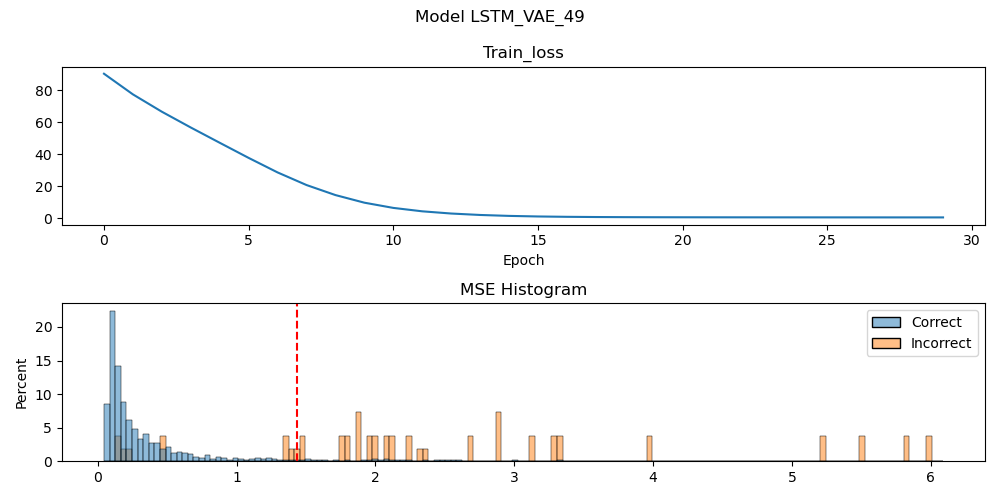 Model LSTM_VAE_49
Train_loss
80
60
40
20
0
0 5 10 15 20 25 30
Epoch
MSE Histogram
Percent
20
15
10
5
0
Correct
Incorrect
0 1 2 3 4 5 6